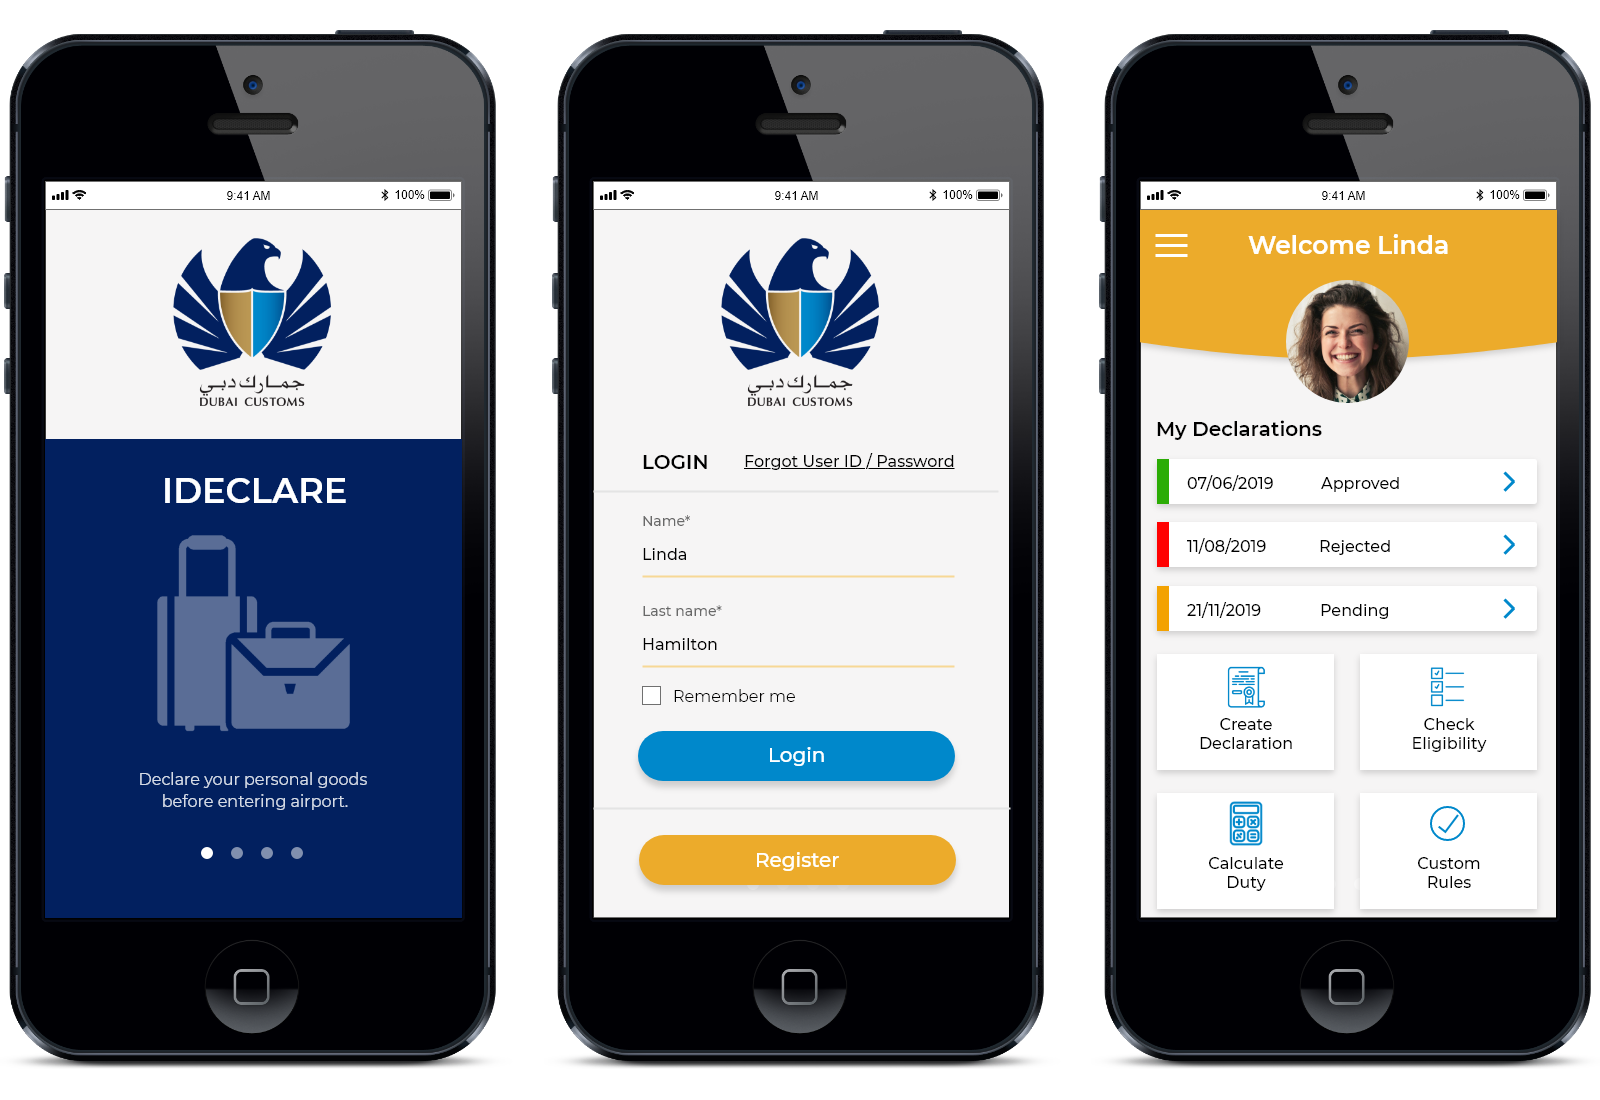 9:41 AM
100%
جمارك دبي
DUBAI CUSTOMS
IDECLARE
Declare your personal goods
before entering airport.
9:41 AM
100%
جمارك دبي
DUBAI CUSTOMS
LOGIN
Forgot User ID / Password
Name*
Linda
Last name*
Hamilton
Remember me
Login
Register
9:41 AM
100%
Welcome Linda
My Declarations
07/06/2019 Approved
11/08/2019 Rejected
21/11/2019 Pending
Create
Declaration
Check
Eligibility
Calculate
Duty
Custom
Rules